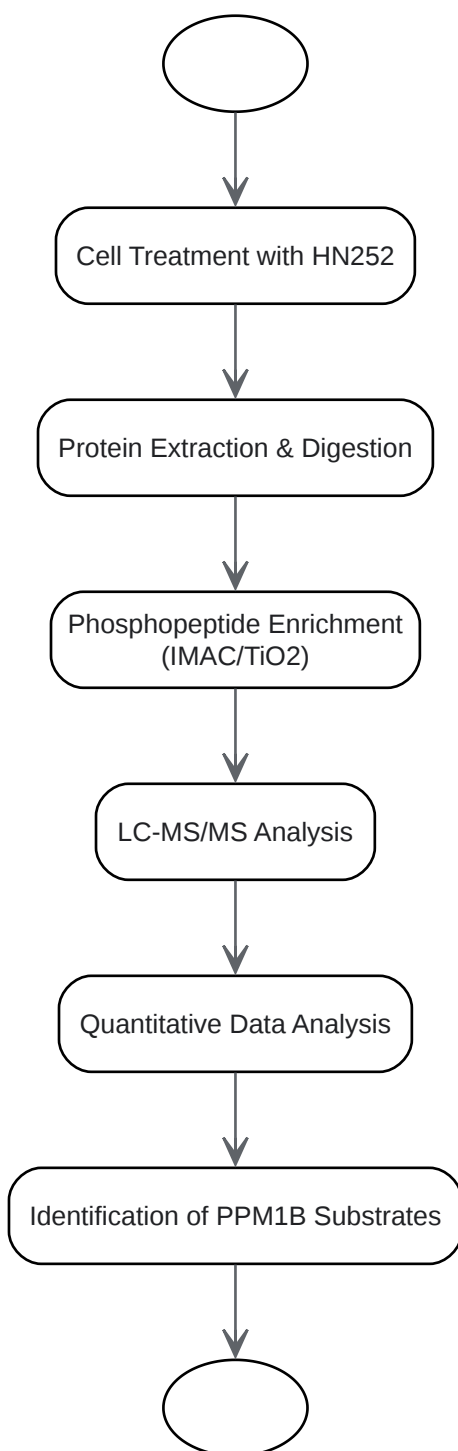 Cell Treatment with HN252
Protein Extraction & Digestion
Phosphopeptide Enrichment
(IMAC/TiO2)
LC-MS/MS Analysis
Quantitative Data Analysis
Identification of PPM1B Substrates